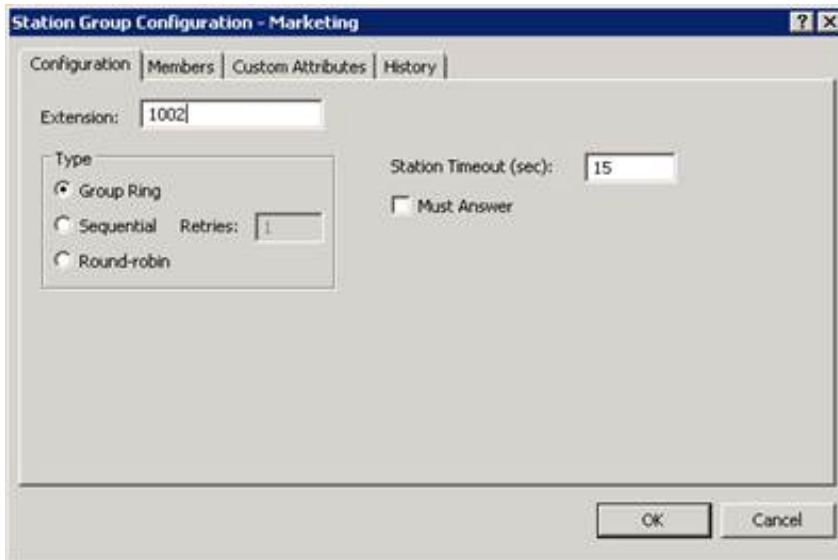 Station Group Configuration - Marketing
Configuration Members Custom Attributes History
Extension: 1002
Type
Group Ring
Sequential Retries: 1
Round-robin
Station Timeout (sec): 15
Must Answer
OK Cancel